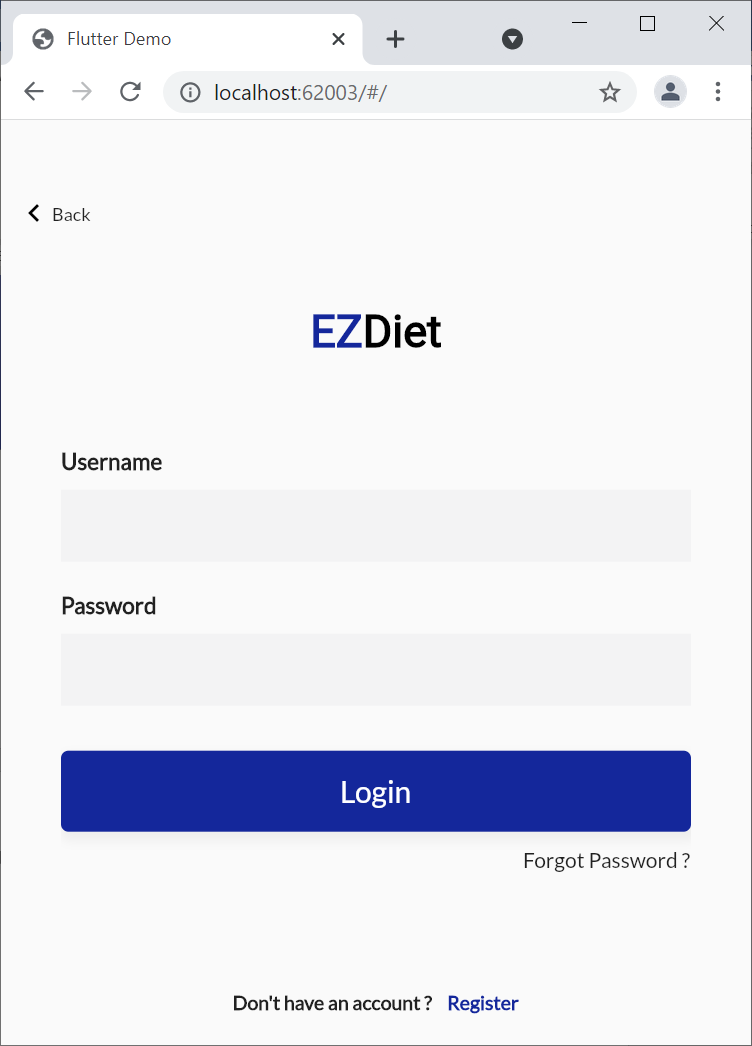 Flutter Demo
localhost:62003/#/
Back
EZDiet
Username
Password
Login
Forgot Password ?
Don't have an account ? Register